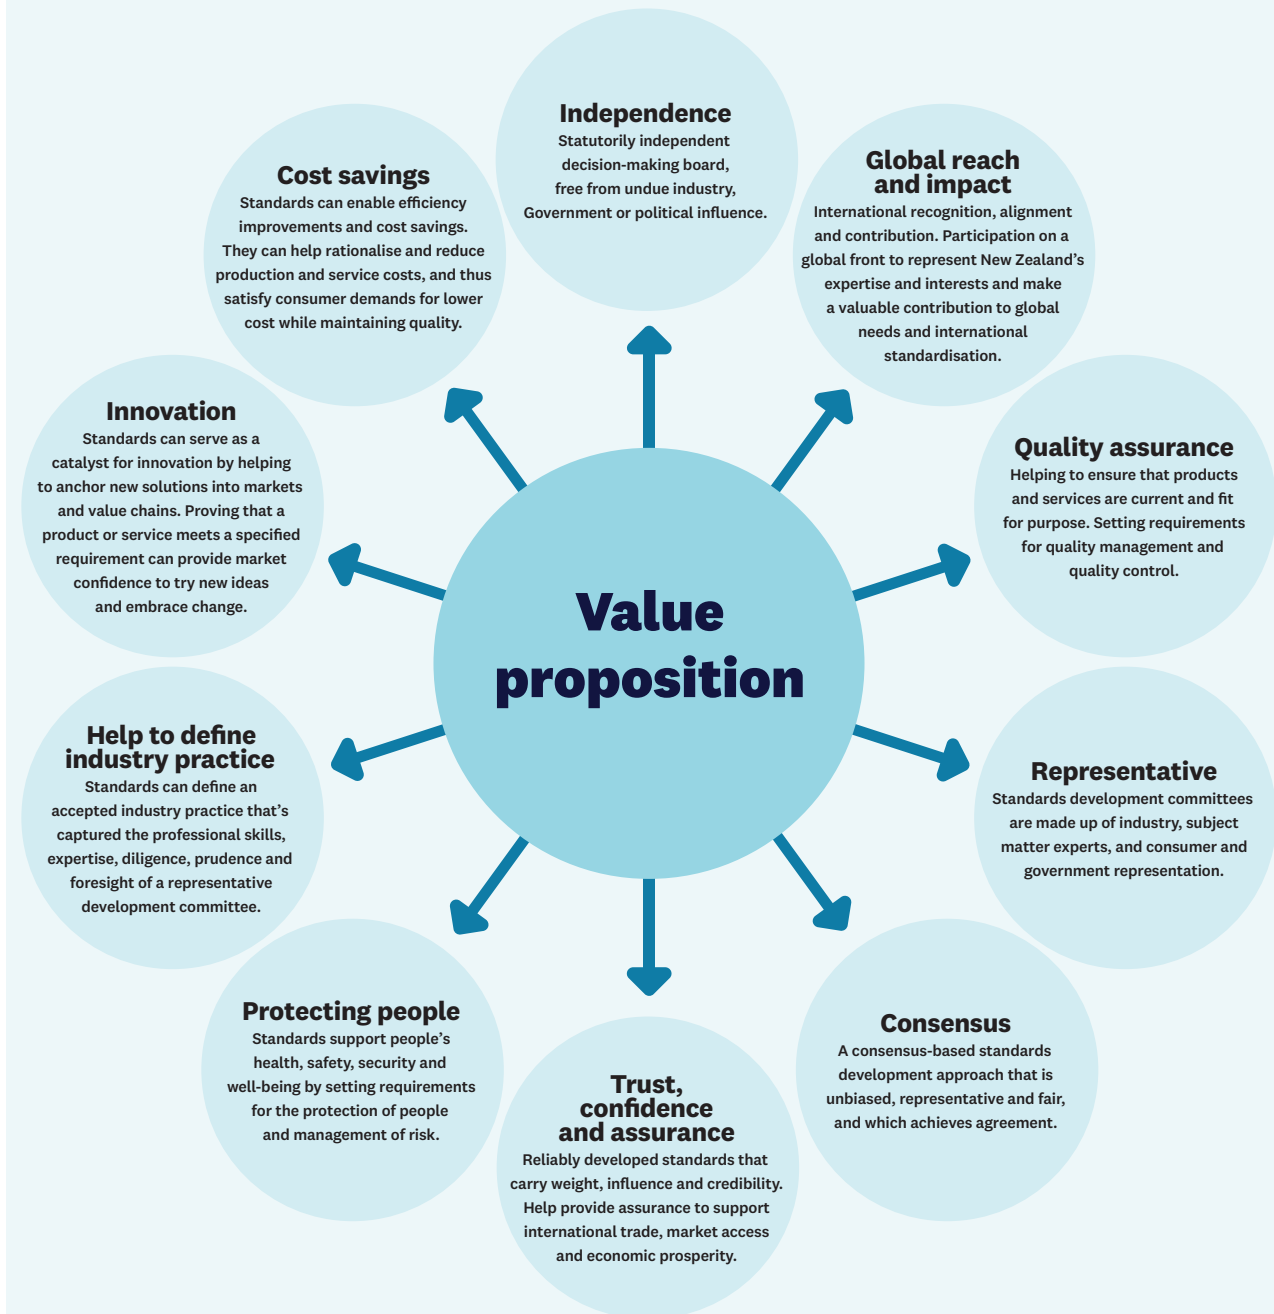 Independence
Statutorily independent
decision-making board,
free from undue industry,
Government or political influence.
Global reach
and impact
International recognition, alignment
and contribution. Participation on a
global front to represent New Zealand’s
expertise and interests and make
a valuable contribution to global
needs and international
standardisation.
Quality assurance
Helping to ensure that products
and services are current and fit
for purpose. Setting requirements
for quality management and
quality control.
Representative
Standards development committees
are made up of industry, subject
matter experts, and consumer and
government representation.
Consensus
A consensus-based standards
development approach that is
unbiased, representative and fair,
and which achieves agreement.
Trust,
confidence
and assurance
Reliably developed standards that
carry weight, influence and credibility.
Help provide assurance to support
international trade, market access
and economic prosperity.
Protecting people
Standards support people’s
health, safety, security and
well-being by setting requirements
for the protection of people
and management of risk.
Help to define
industry practice
Standards can define an
accepted industry practice that’s
captured the professional skills,
expertise, diligence, prudence and
foresight of a representative
development committee.
Innovation
Standards can serve as a
catalyst for innovation by helping
to anchor new solutions into markets
and value chains. Proving that a
product or service meets a specified
requirement can provide market
confidence to try new ideas
and embrace change.
Cost savings
Standards can enable efficiency
improvements and cost savings.
They can help rationalise and reduce
production and service costs, and thus
satisfy consumer demands for lower
cost while maintaining quality.
Value
proposition